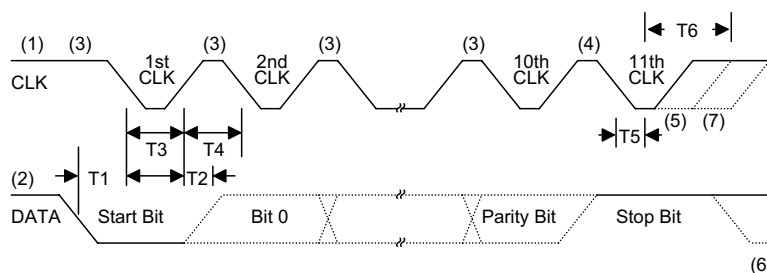 T6
(1) (3) 1st (3) 2nd (3) (3) 10th (4) 11th
CLK CLK CLK CLK
CLK
(5) (7)
T3 T4 T5
(2) T1 T2
DATA Start Bit Bit 0 Parity Bit Stop Bit
(6